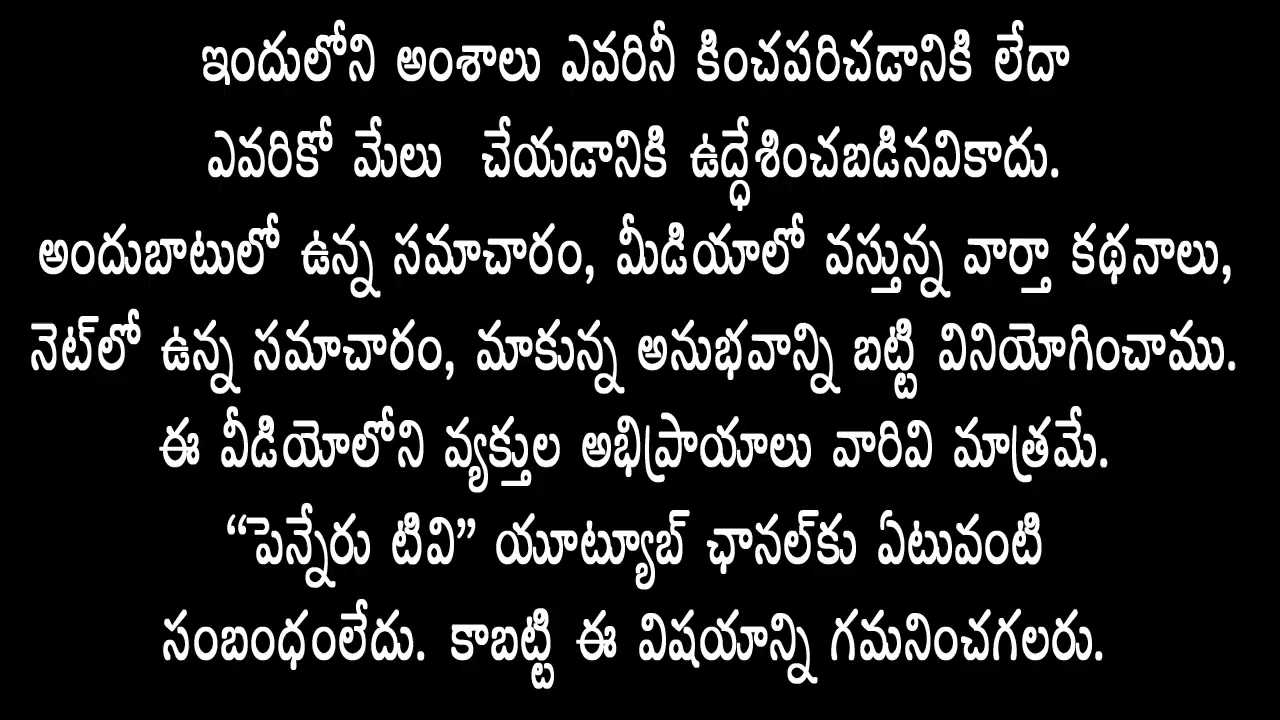 ఇందులోని అంశాలు ఎవరినీ కించపరిచడానికి లేదా
ఎవరికో మేలు చేయడానికి ఉద్ధేశించబడినవికాదు.
అందుబాటులో ఉన్న సమాచారం, మీడియాలో వస్తున్న వార్తా కథనాలు,
నెట్‌లో ఉన్న సమాచారం, మాకున్న అనుభవాన్ని బట్టి వినియోగించాము.
ఈ వీడియోలోని వ్యక్తుల అభిప్రాయాలు వారివి మాత్రమే.
“పెన్నేరు టివి” యూట్యూబ్ ఛానల్‌కు ఏటువంటి
సంబంధంలేదు. కాబట్టి ఈ విషయాన్ని గమనించగలరు.